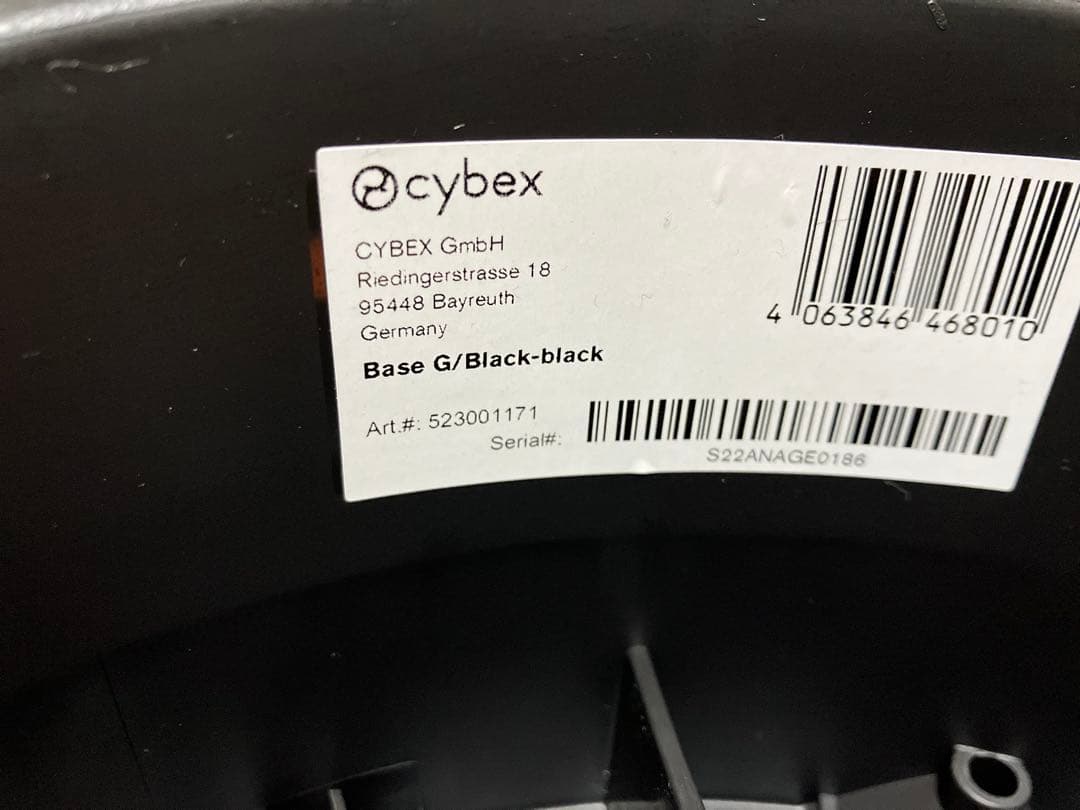 cybex
CYBEX GmbH
Riedingerstrasse 18
95448 Bayreuth
Germany
Base G/Black-black
Art.#: 523001171
Serial#:
S22ANAGE0186
4 063846 468010